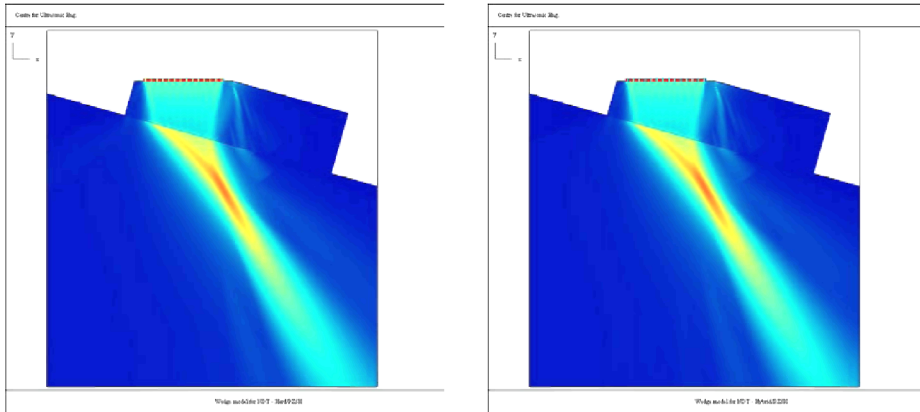 Centre for Ultrasonic Eng.
Y
x
Wedge model for NDT -
Centre for Ultrasonic Eng.
Y
x
Wedge model for NDT -